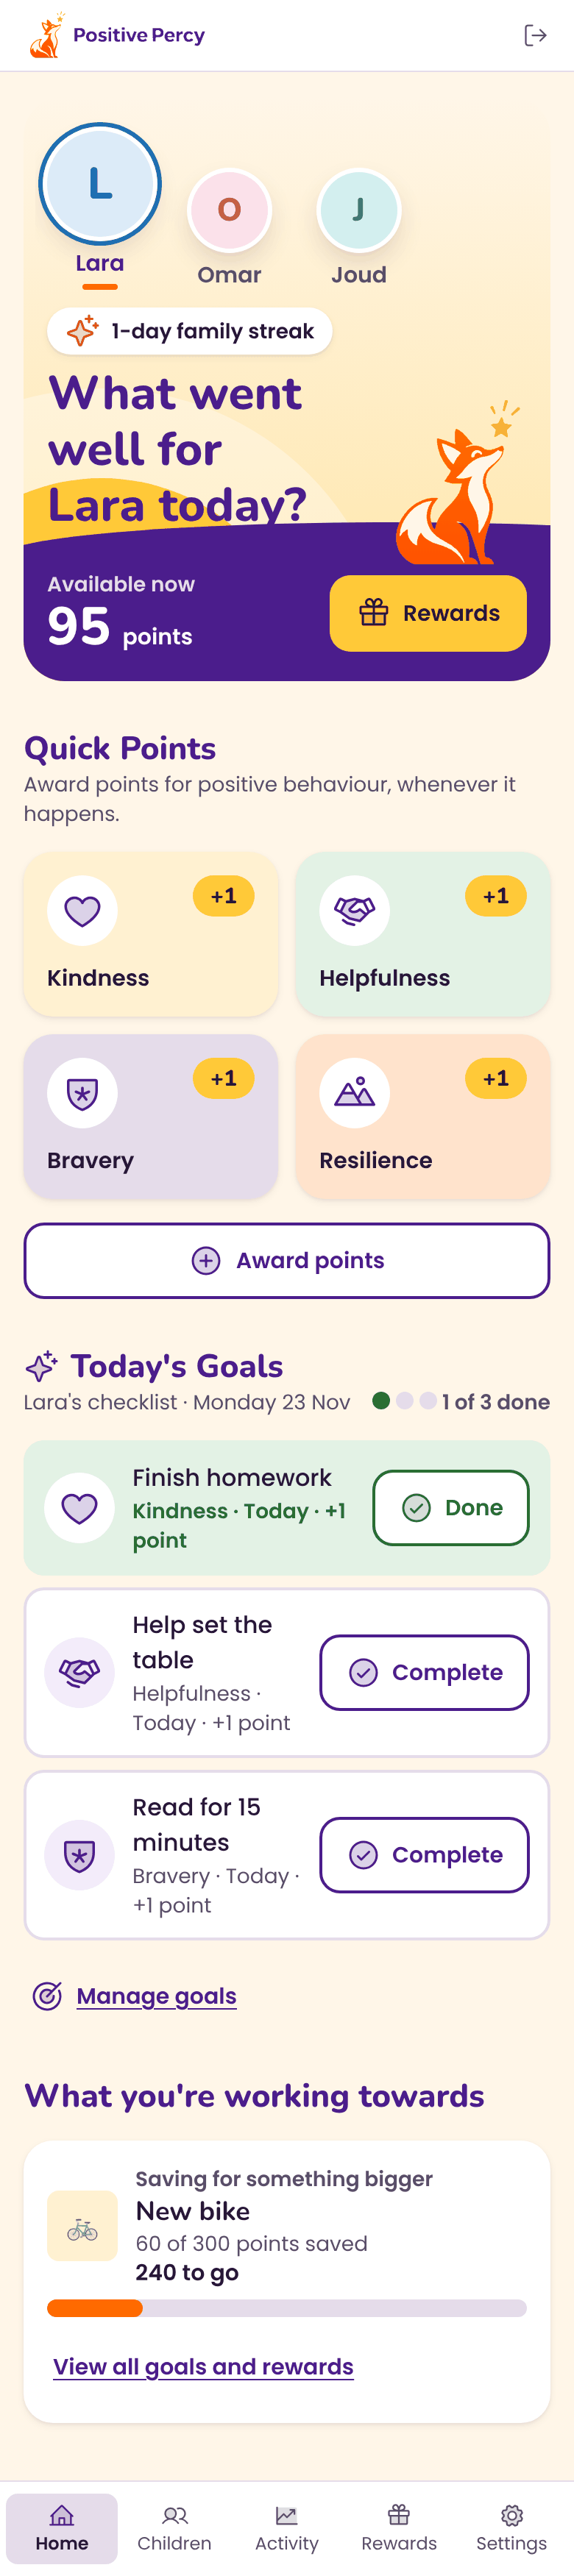 Positive Percy
L
O
J
Lara
Omar
Joud
1-day family streak
What went
well for
Lara today?
Available now
95 points
Rewards
Quick Points
Award points for positive behaviour, whenever it
happens.
+1
Kindness
+1
Helpfulness
+1
Bravery
+1
Resilience
Award points
Today's Goals
Lara's checklist · Monday 23 Nov
1 of 3 done
Finish homework
Kindness · Today · +1
point
Done
Help set the
table
Helpfulness ·
Today · +1 point
Complete
Read for 15
minutes
Bravery · Today ·
+1 point
Complete
Manage goals
What you're working towards
Saving for something bigger
New bike
60 of 300 points saved
240 to go
View all goals and rewards
Home
Children
Activity
Rewards
Settings